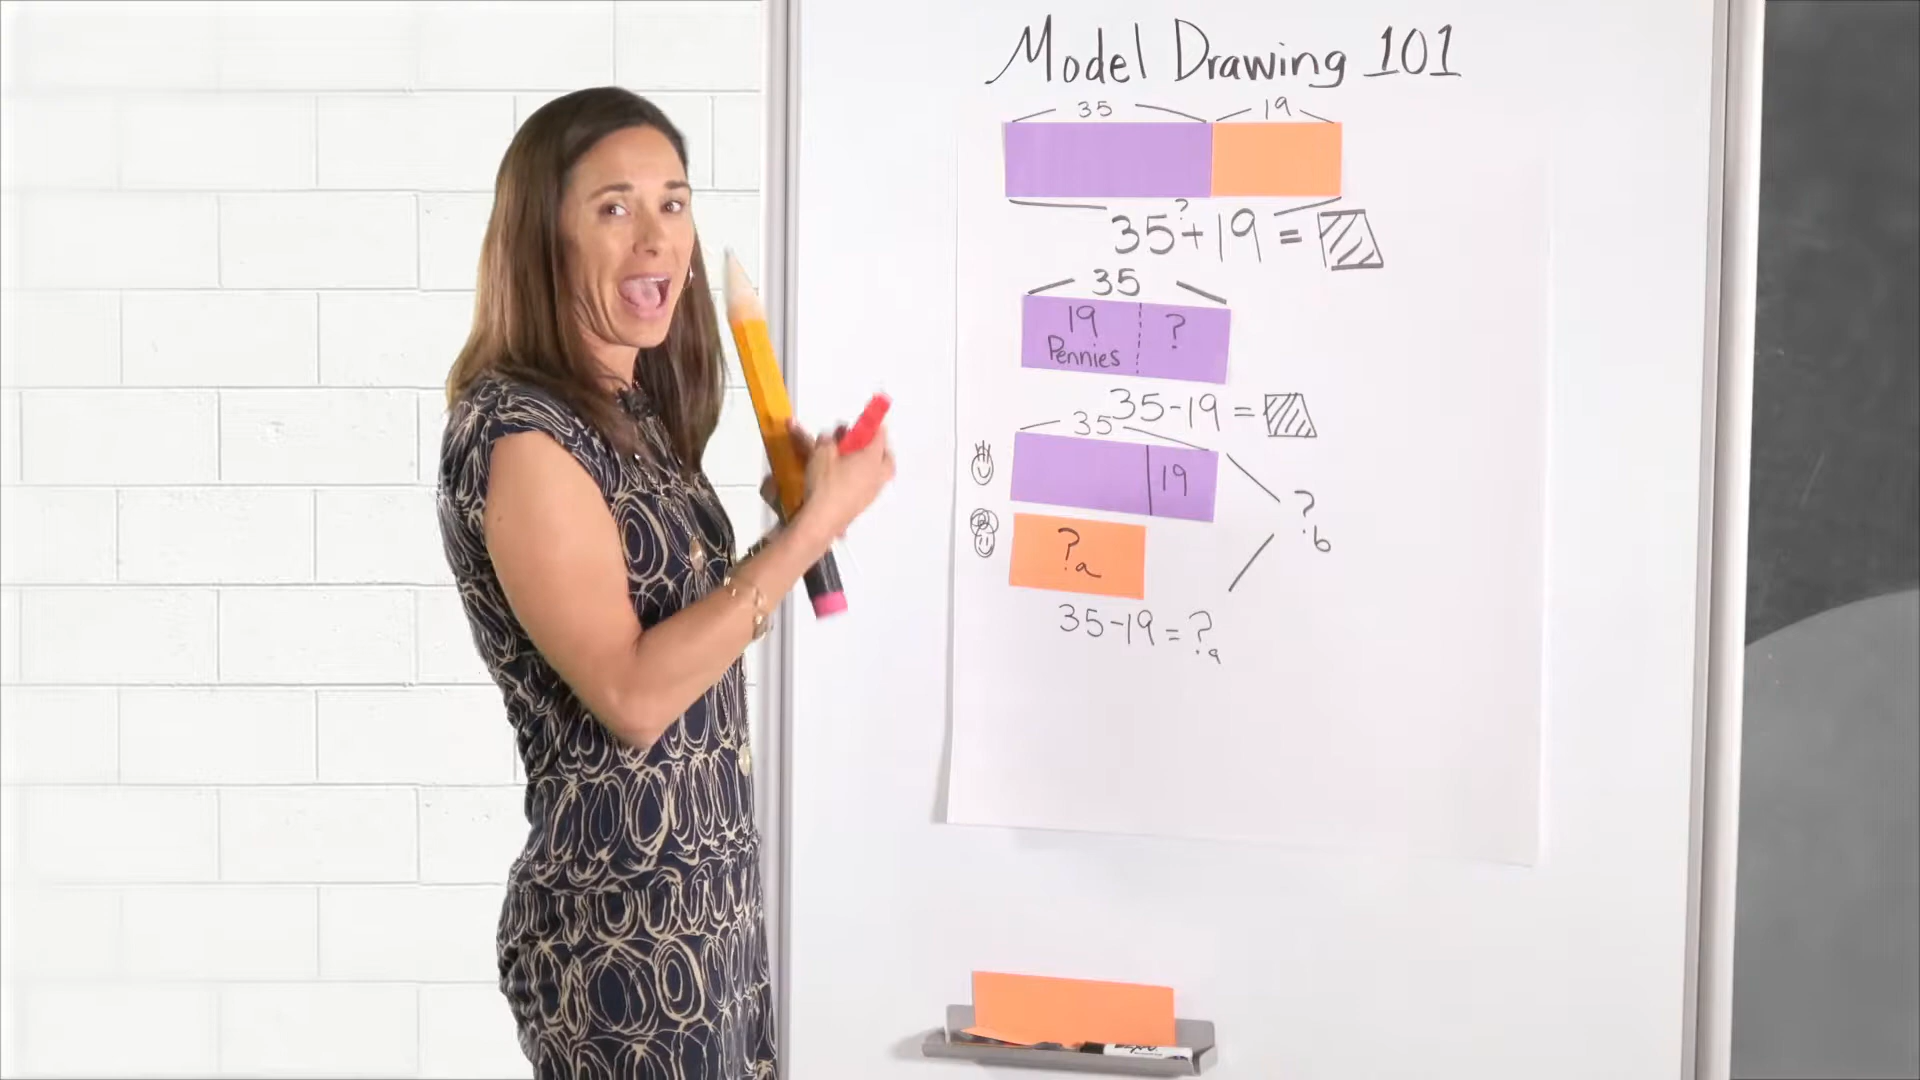 Model Drawing 101
35 19
?
35+19=
35
19 ?
Pennies
35-19=
35
19
?
b
?
a
35-19=?
a